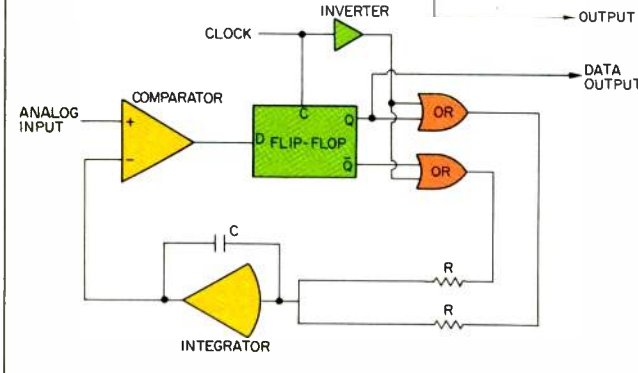 INVERTER
OUTPUT
CLOCK
DATA
OUTPUT
COMPARATOR
ANALOG
INPUT
+
−
C
D FLIP-FLOP
Q
Q̅
OR
OR
C
R
R
INTEGRATOR